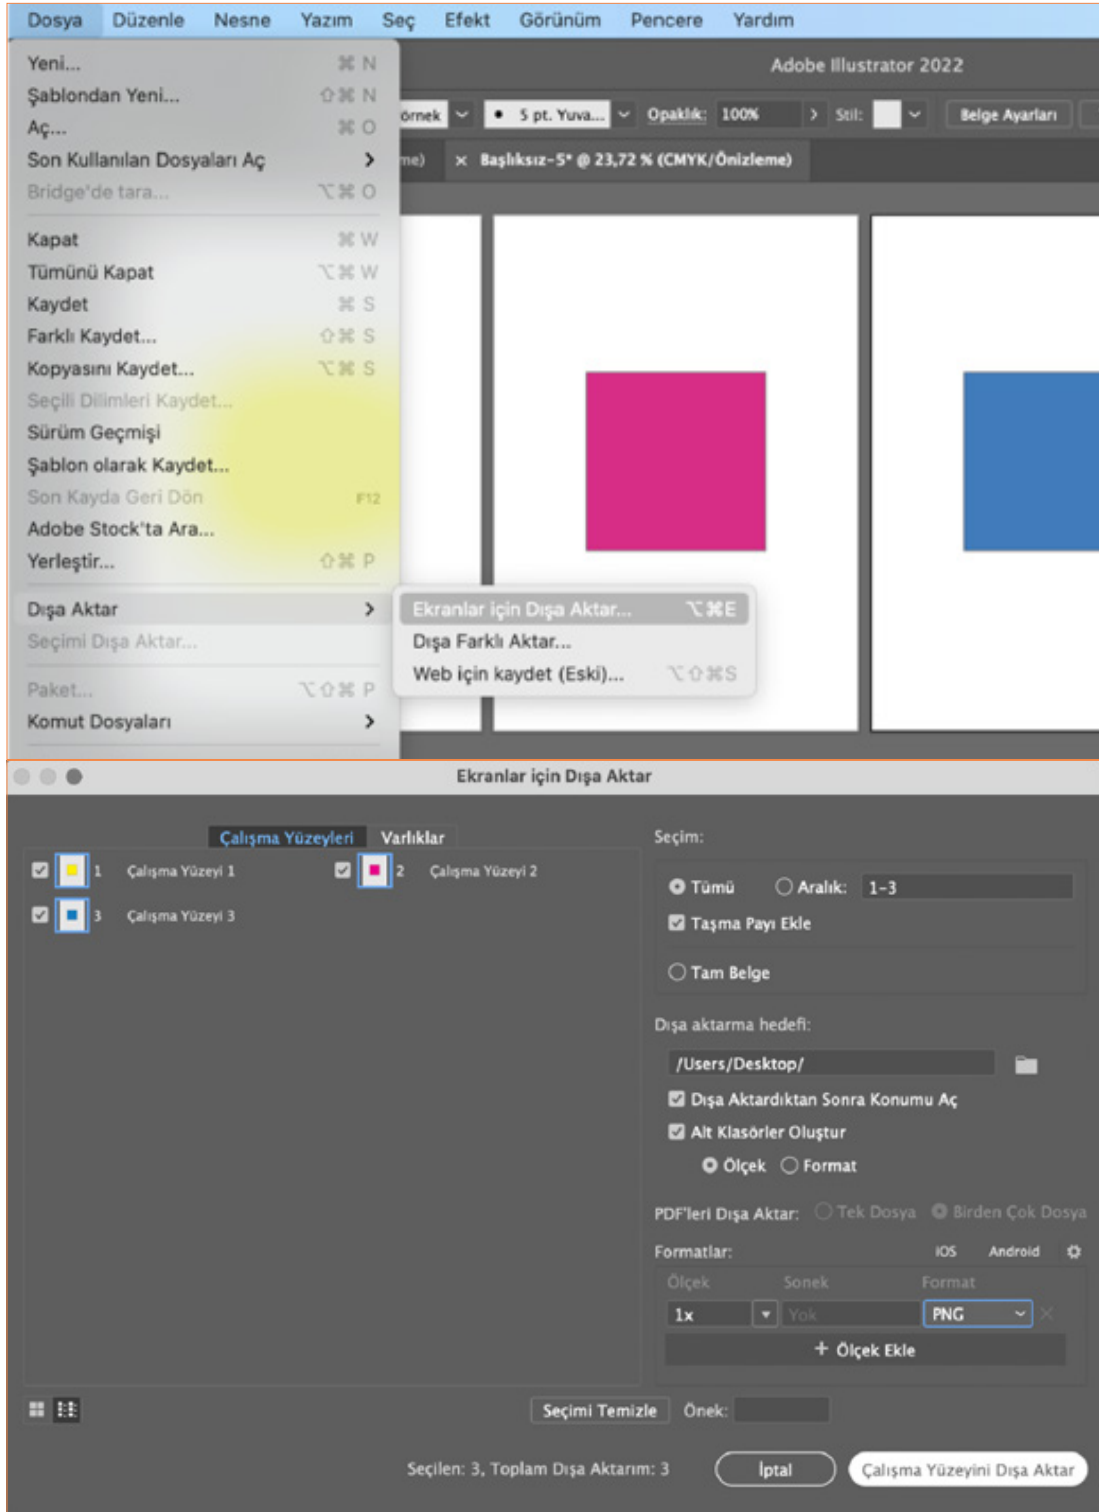 Dosya Düzenle Nesne Yazım Seç Efekt Görünüm Pencere Yardım
Adobe Illustrator 2022
Yeni... ⌘ N
Şablondan Yeni... ⇧⌘ N
Aç... ⌘ O
Son Kullanılan Dosyaları Aç >
Bridge'de tara... ⌥⌘ O
Kapat ⌘ W
Tümünü Kapat ⌥⌘ W
Kaydet ⌘ S
Farklı Kaydet... ⇧⌘ S
Kopyasını Kaydet... ⌥⌘ S
Seçili Dilimleri Kaydet...
Sürüm Geçmişi
Şablon olarak Kaydet...
Son Kayda Geri Dön F12
Adobe Stock'ta Ara...
Yerleştir... ⇧⌘ P
Dışa Aktar >
Seçimi Dışa Aktar...
Paket... ⌥⇧⌘ P
Komut Dosyaları >
örnek 5 pt. Yuva... Opaklık: 100% > Stil: Belge Ayarları
me) × Başlıksız-5* @ 23,72 % (CMYK/Önizleme)
Ekranlar için Dışa Aktar... ⌥⌘E
Dışa Farklı Aktar...
Web için kaydet (Eski)... ⌥⇧⌘S
Ekranlar için Dışa Aktar
Çalışma Yüzeyleri Varlıklar
1 Çalışma Yüzeyi 1 2 Çalışma Yüzeyi 2
3 Çalışma Yüzeyi 3
Seçim:
Tümü Aralık: 1-3
Taşma Payı Ekle
Tam Belge
Dışa aktarma hedefi:
/Users/Desktop/
Dışa Aktardıktan Sonra Konumu Aç
Alt Klasörler Oluştur
Ölçek Format
PDF'leri Dışa Aktar: Tek Dosya Birden Çok Dosya
Formatlar: iOS Android
Ölçek Sonek Format
1x Yok PNG ×
+ Ölçek Ekle
Seçimi Temizle Önek:
Seçilen: 3, Toplam Dışa Aktarım: 3 İptal Çalışma Yüzeyini Dışa Aktar